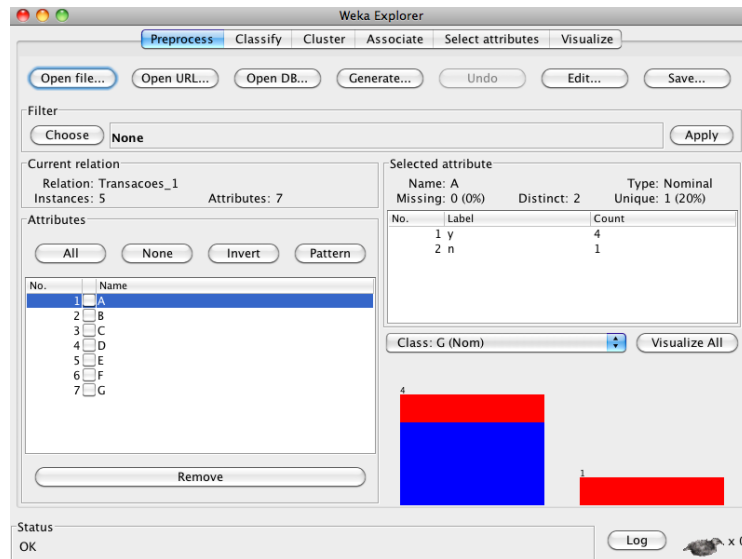 Weka Explorer
Preprocess Classify Cluster Associate Select attributes Visualize
Open file... Open URL... Open DB... Generate... Undo Edit... Save...
Filter
Choose None Apply
Current relation
Relation: Transacoes_1
Instances: 5 Attributes: 7
Selected attribute
Name: A Type: Nominal
Missing: 0 (0%) Distinct: 2 Unique: 1 (20%)
No. Label Count
1 y 4
2 n 1
Attributes
All None Invert Pattern
No. Name
1 A
2 B
3 C
4 D
5 E
6 F
7 G
Remove
Class: G (Nom) Visualize All
4
1
Status
OK
Log x 0